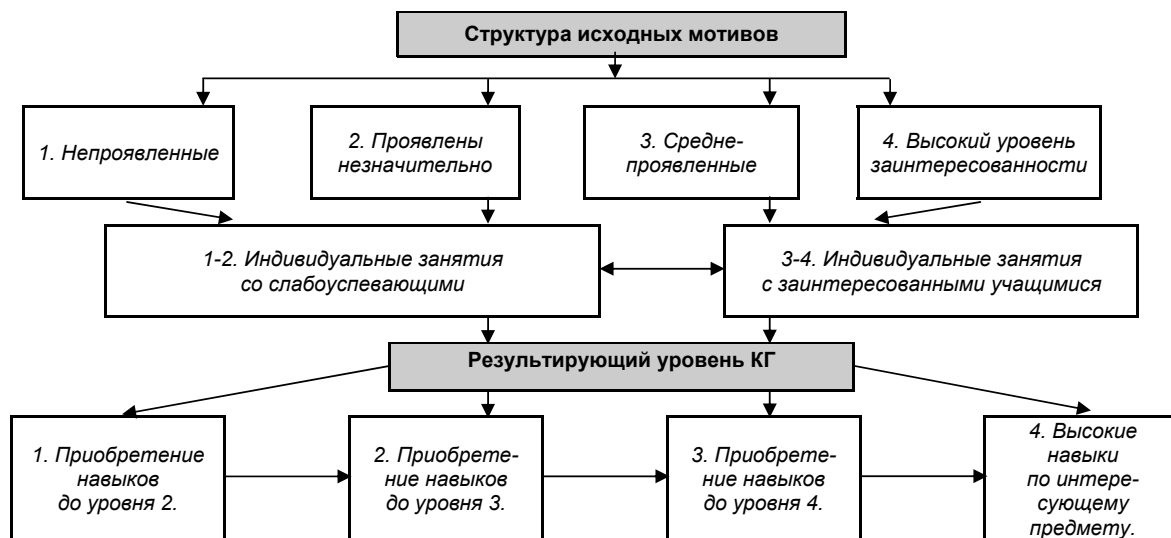 Структура исходных мотивов
1. Непроявленные
2. Проявлены
незначительно
3. Средне-
проявленные
4. Высокий уровень
заинтересованности
1-2. Индивидуальные занятия
со слабоуспевающими
3-4. Индивидуальные занятия
с заинтересованными учащимися
Результирующий уровень КГ
1. Приобретение
навыков
до уровня 2.
2. Приобрете-
ние навыков
до уровня 3.
3. Приобрете-
ние навыков
до уровня 4.
4. Высокие
навыки
по интере-
сующему
предмету.